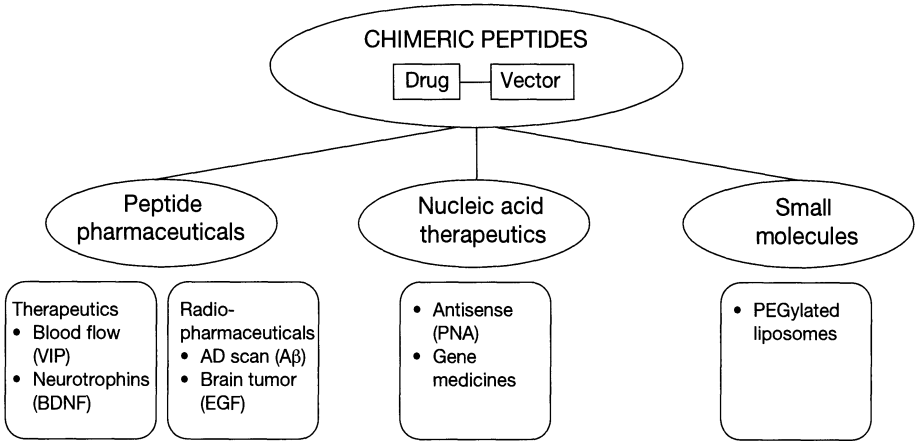 CHIMERIC PEPTIDES
Drug
Vector
Peptide
pharmaceuticals
Nucleic acid
therapeutics
Small
molecules
Therapeutics
• Blood flow
(VIP)
• Neurotrophins
(BDNF)
Radio-
pharmaceuticals
• AD scan (Aβ)
• Brain tumor
(EGF)
• Antisense
(PNA)
• Gene
medicines
• PEGylated
liposomes